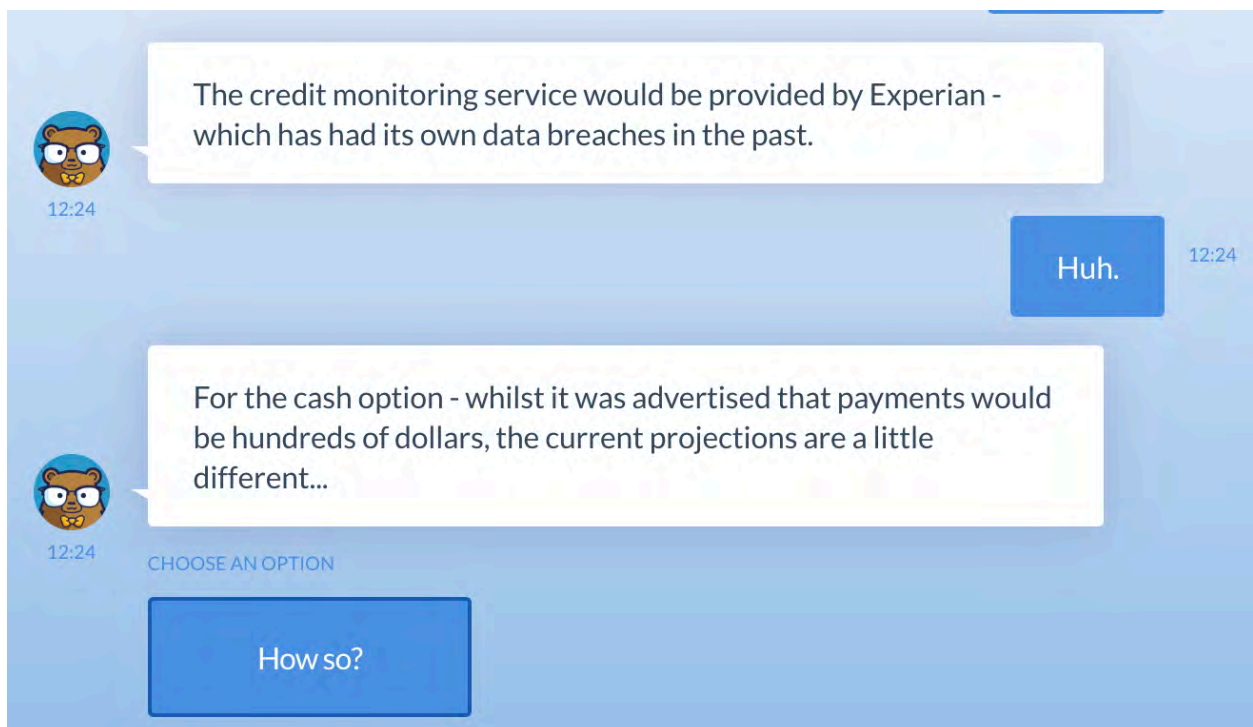 The credit monitoring service would be provided by Experian -
which has had its own data breaches in the past.
12:24
Huh.
12:24
For the cash option - whilst it was advertised that payments would
be hundreds of dollars, the current projections are a little
different...
12:24
CHOOSE AN OPTION
How so?